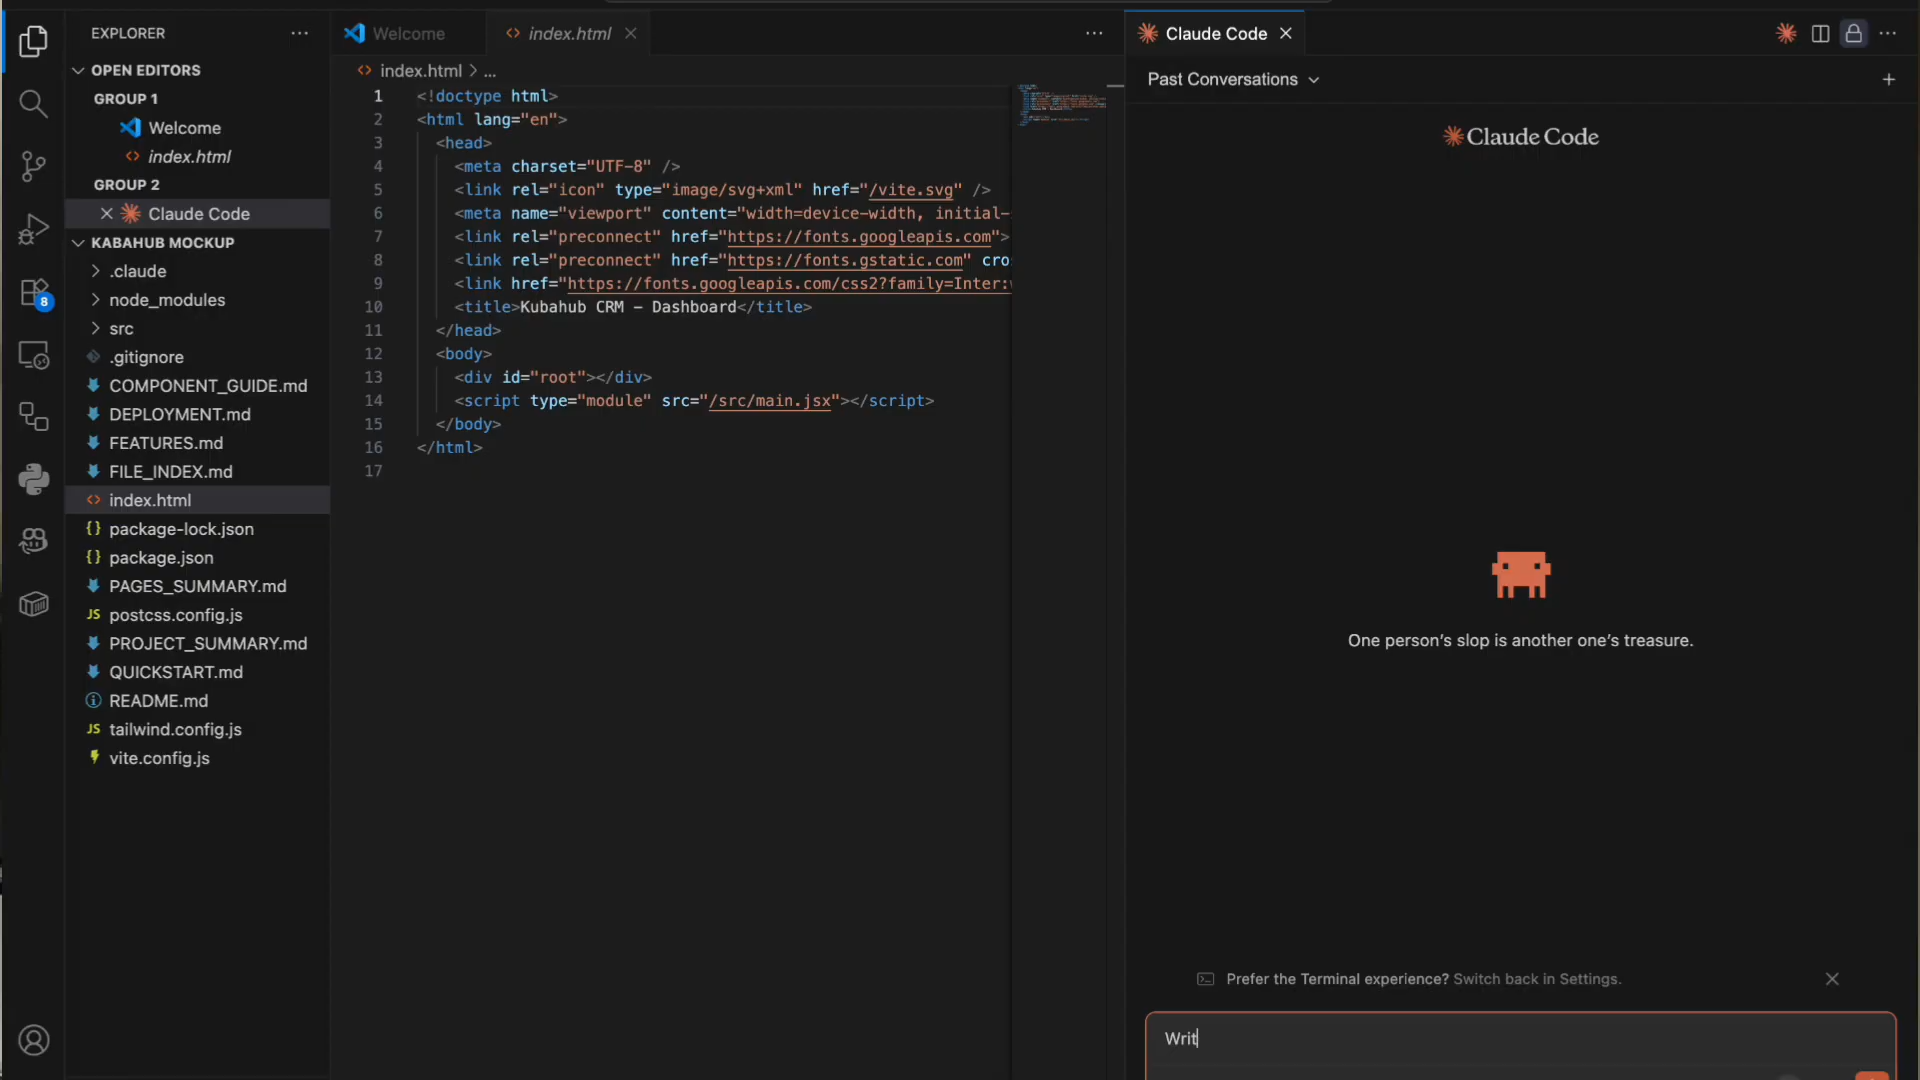 EXPLORER
OPEN EDITORS
GROUP 1
Welcome
index.html
GROUP 2
Claude Code
KABAHUB MOCKUP
.claude
node_modules
src
.gitignore
COMPONENT_GUIDE.md
DEPLOYMENT.md
FEATURES.md
FILE_INDEX.md
index.html
package-lock.json
package.json
PAGES_SUMMARY.md
postcss.config.js
PROJECT_SUMMARY.md
QUICKSTART.md
README.md
tailwind.config.js
vite.config.js
8
Welcome
index.html
index.html > ...
1 <!doctype html>
2 <html lang="en">
3 <head>
4 <meta charset="UTF-8" />
5 <link rel="icon" type="image/svg+xml" href="/vite.svg" />
6 <meta name="viewport" content="width=device-width, initial-
7 <link rel="preconnect" href="https://fonts.googleapis.com">
8 <link rel="preconnect" href="https://fonts.gstatic.com" cro
9 <link href="https://fonts.googleapis.com/css2?family=Inter:
10 <title>Kubahub CRM – Dashboard</title>
11 </head>
12 <body>
13 <div id="root"></div>
14 <script type="module" src="/src/main.jsx"></script>
15 </body>
16 </html>
17
Claude Code
Past Conversations
Claude Code
One person's slop is another one's treasure.
Prefer the Terminal experience? Switch back in Settings.
Writ